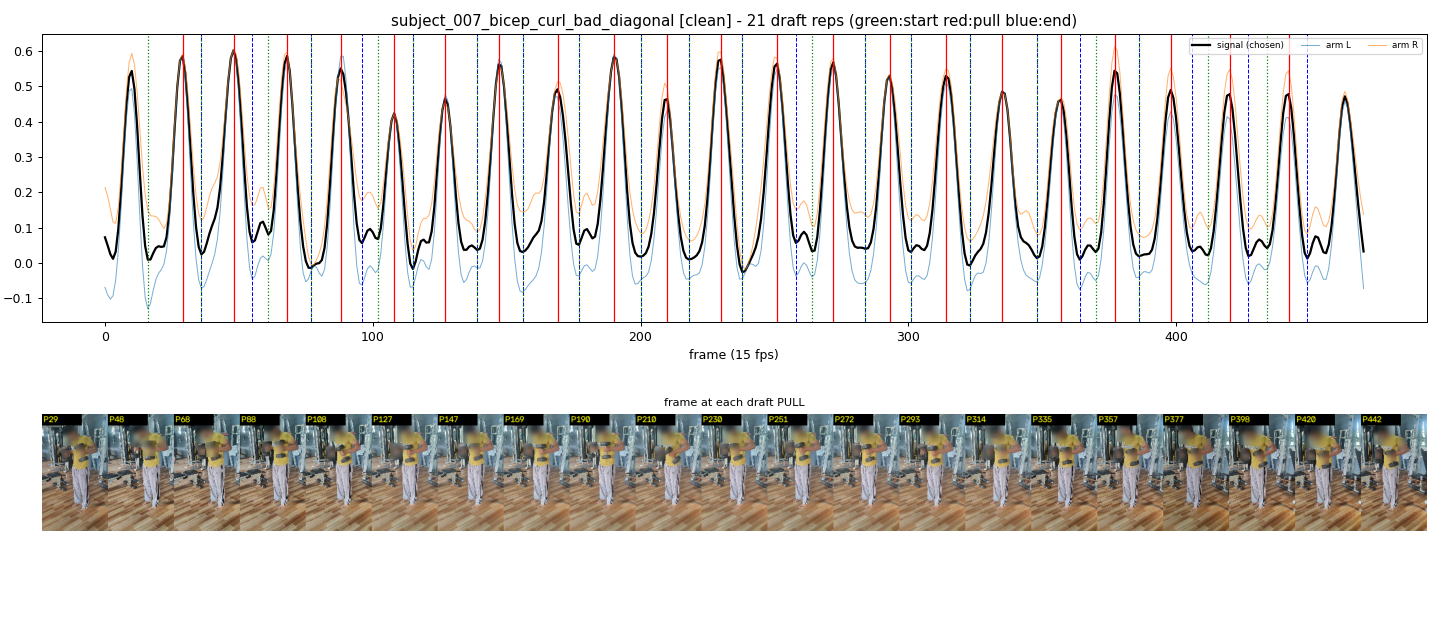 subject_007_bicep_curl_bad_diagonal [clean] - 21 draft reps (green:start red:pull blue:end)
signal (chosen) arm L arm R
0.6
0.5
0.4
0.3
0.2
0.1
0.0
−0.1
0 100 200 300 400
frame (15 fps)
frame at each draft PULL
P29 P48 P68 P88 P108 P127 P147 P169 P190 P210 P230 P251 P272 P293 P314 P335 P357 P377 P398 P420 P442